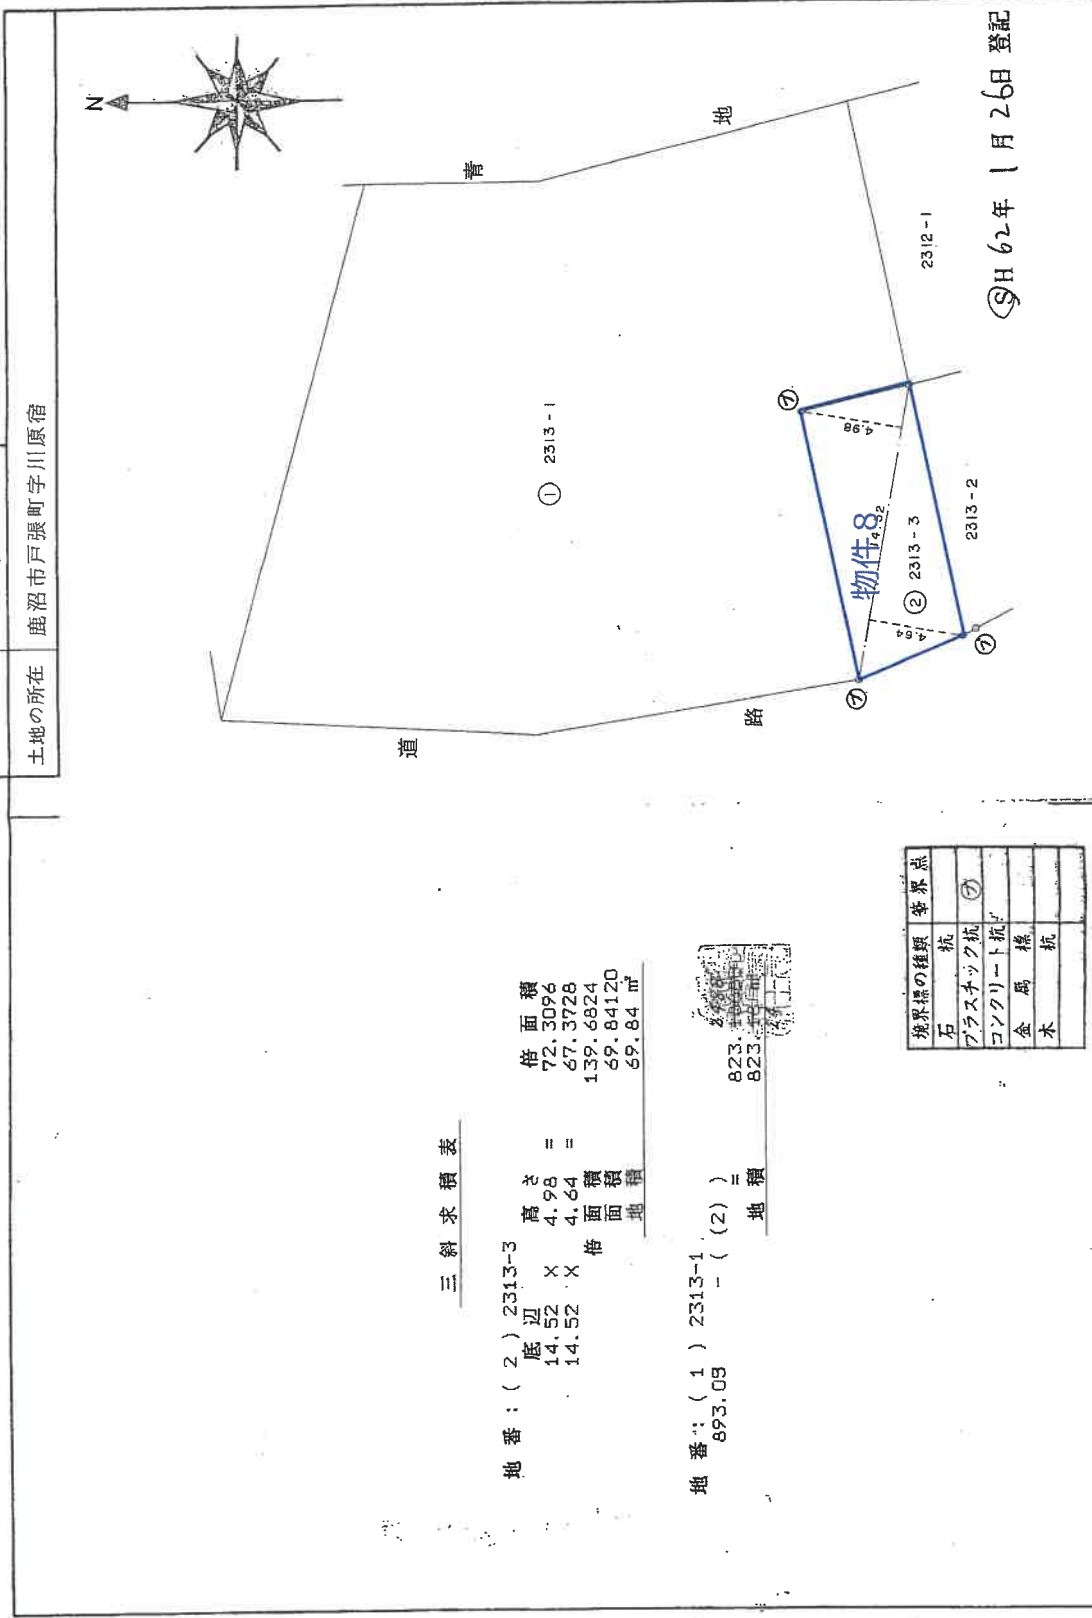 土地の所在 鹿沼市戸張町字川原宿
三斜求積表
地番:( 2 ) 2313-3
底辺 高さ 倍面積
14.52 X 4.98 = 72.3096
14.52 X 4.64 = 67.3728
倍面積 139.6824
面積 69.84120
地積 69.84 ㎡
地番:( 1 ) 2313-1
893.09 - ( (2) )
= 823.
地積 823.
境界標の種類 筆界点
石 杭
プラスチック杭 ㋐
コンクリート杭
金属標
木 杭
N
道
路
青
地
① 2313-1
物件8
14.52
4.98
4.64
② 2313-3
2313-2
2312-1
ⓈH 62年 1月 26日 登記